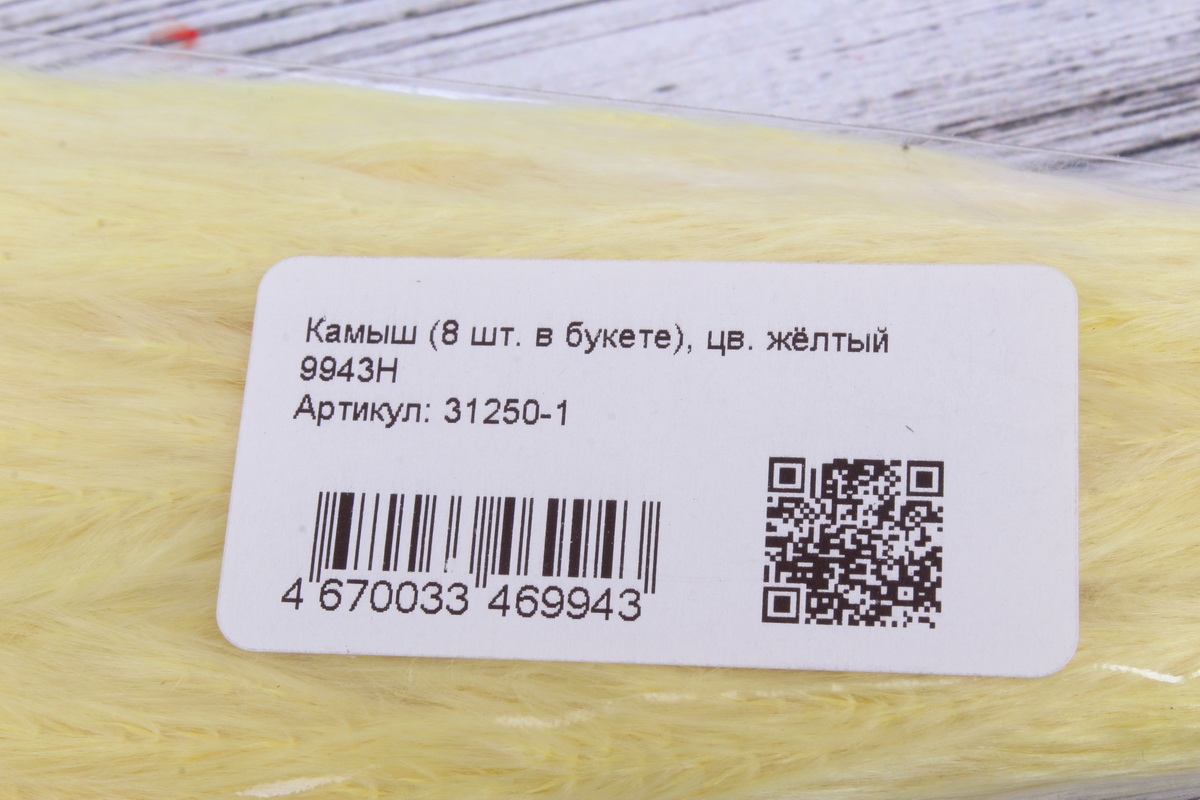 Камыш (8 шт. в букете), цв. жёлтый
9943Н
Артикул: 31250-1
4 670033 469943